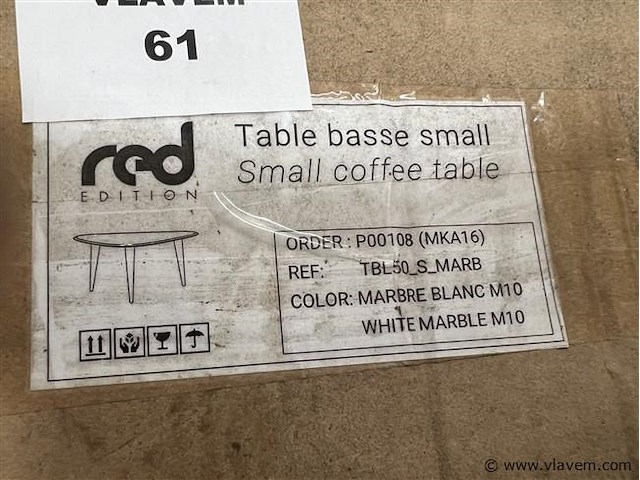 VLAVEM
61
red
EDITION
Table basse small
Small coffee table
ORDER : P00108 (MKA16)
REF: TBL50_S_MARB
COLOR: MARBRE BLANC M10
WHITE MARBLE M10
© www.vlavem.com